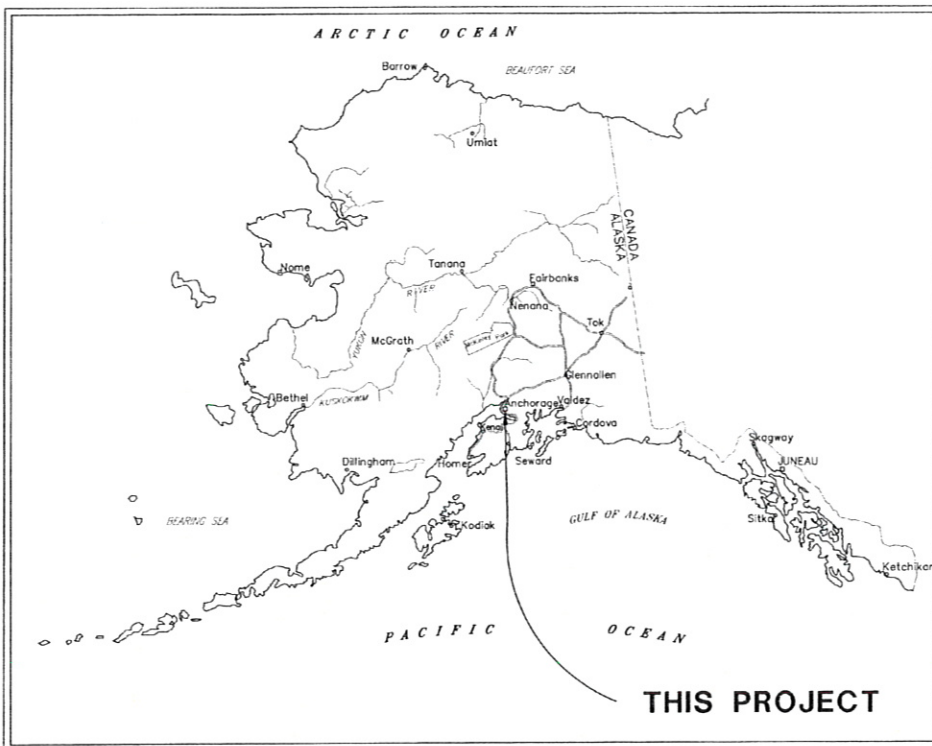 ARCTIC OCEAN
Barrow
BEAUFORT SEA
Umiat
CANADA
ALASKA
Nome
Tanana
Fairbanks
RIVER
Nenana
YUKON
McGrath
RIVER
Tok
Glennallen
Bethel
KUSKOKWIM
Anchorage
Valdez
Kenai
Cordova
Skagway
JUNEAU
Dillingham
Homer
Seward
BEARING SEA
Kodiak
GULF OF ALASKA
Sitka
Ketchikan
PACIFIC OCEAN
THIS PROJECT